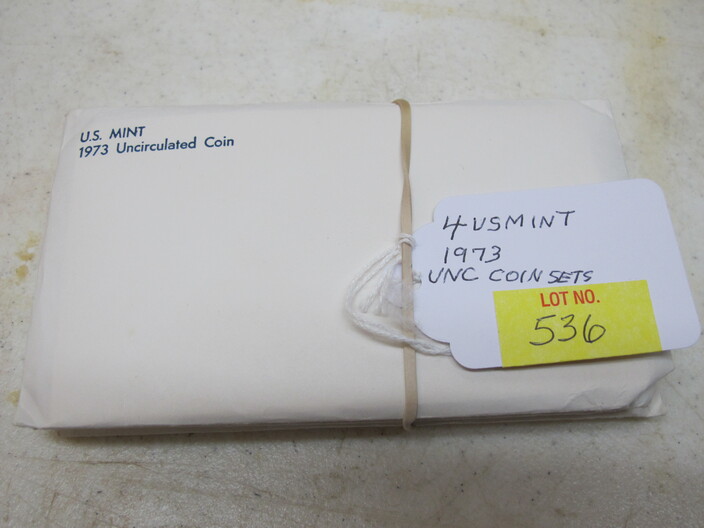 U.S. MINT
1973 Uncirculated Coin
4 US MINT
1973
UNC COIN SETS
LOT NO.
536